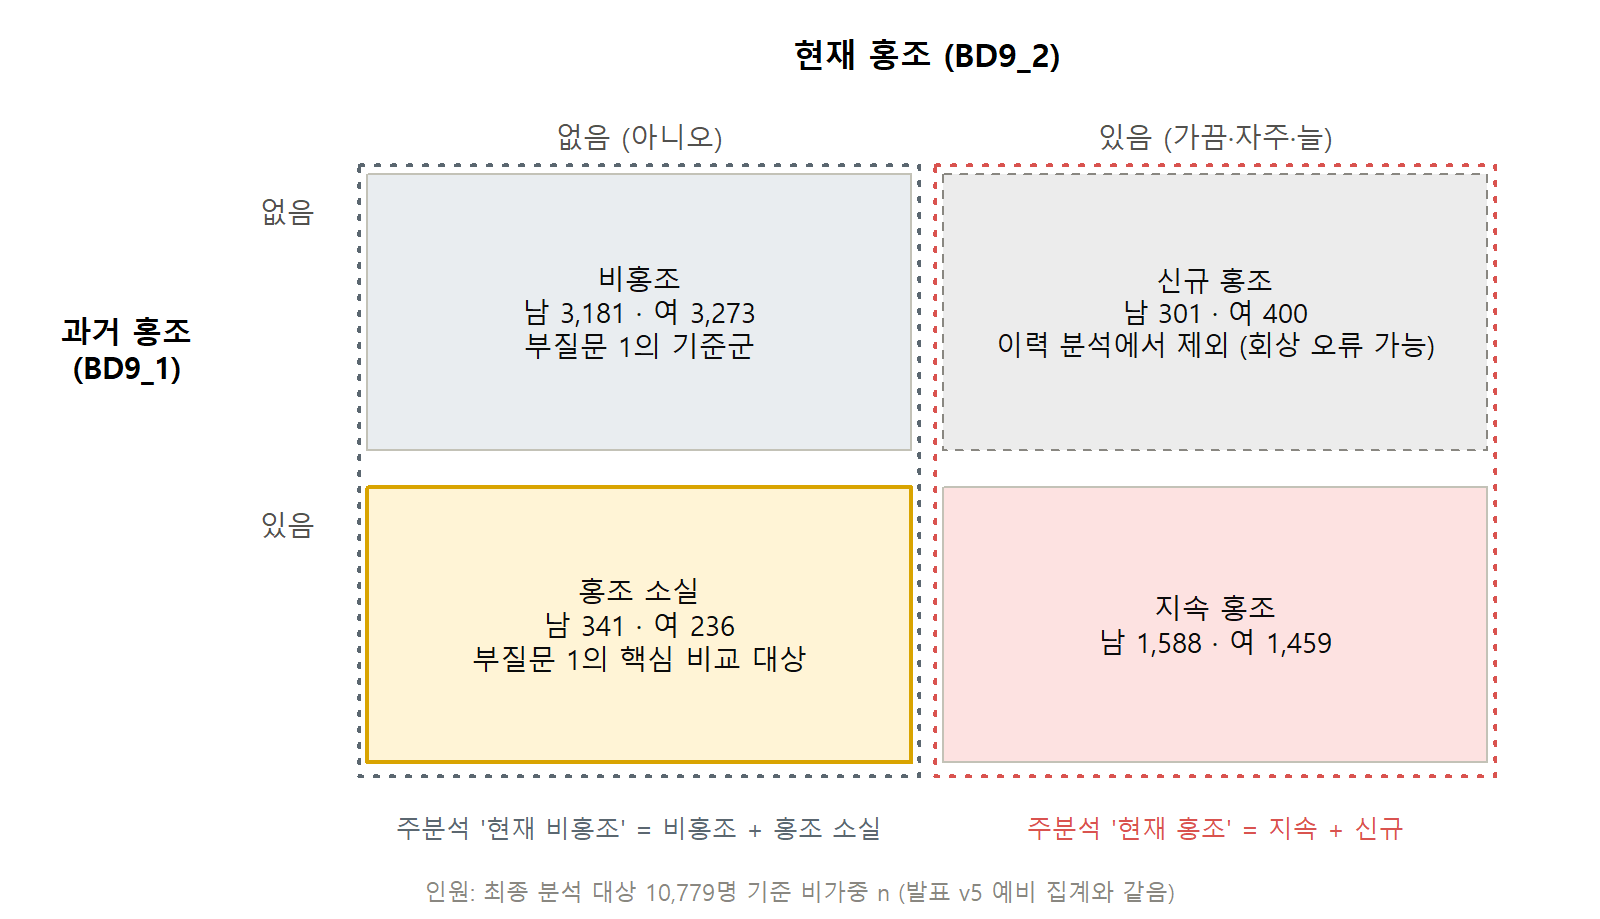 현재 홍조 (BD9_2)
없음 (아니오)
있음 (가끔·자주·늘)
과거 홍조
(BD9_1)
없음
비홍조
남 3,181 · 여 3,273
부질문 1의 기준군
신규 홍조
남 301 · 여 400
이력 분석에서 제외 (회상 오류 가능)
있음
홍조 소실
남 341 · 여 236
부질문 1의 핵심 비교 대상
지속 홍조
남 1,588 · 여 1,459
주분석 '현재 비홍조' = 비홍조 + 홍조 소실
주분석 '현재 홍조' = 지속 + 신규
인원: 최종 분석 대상 10,779명 기준 비가중 n (발표 v5 예비 집계와 같음)